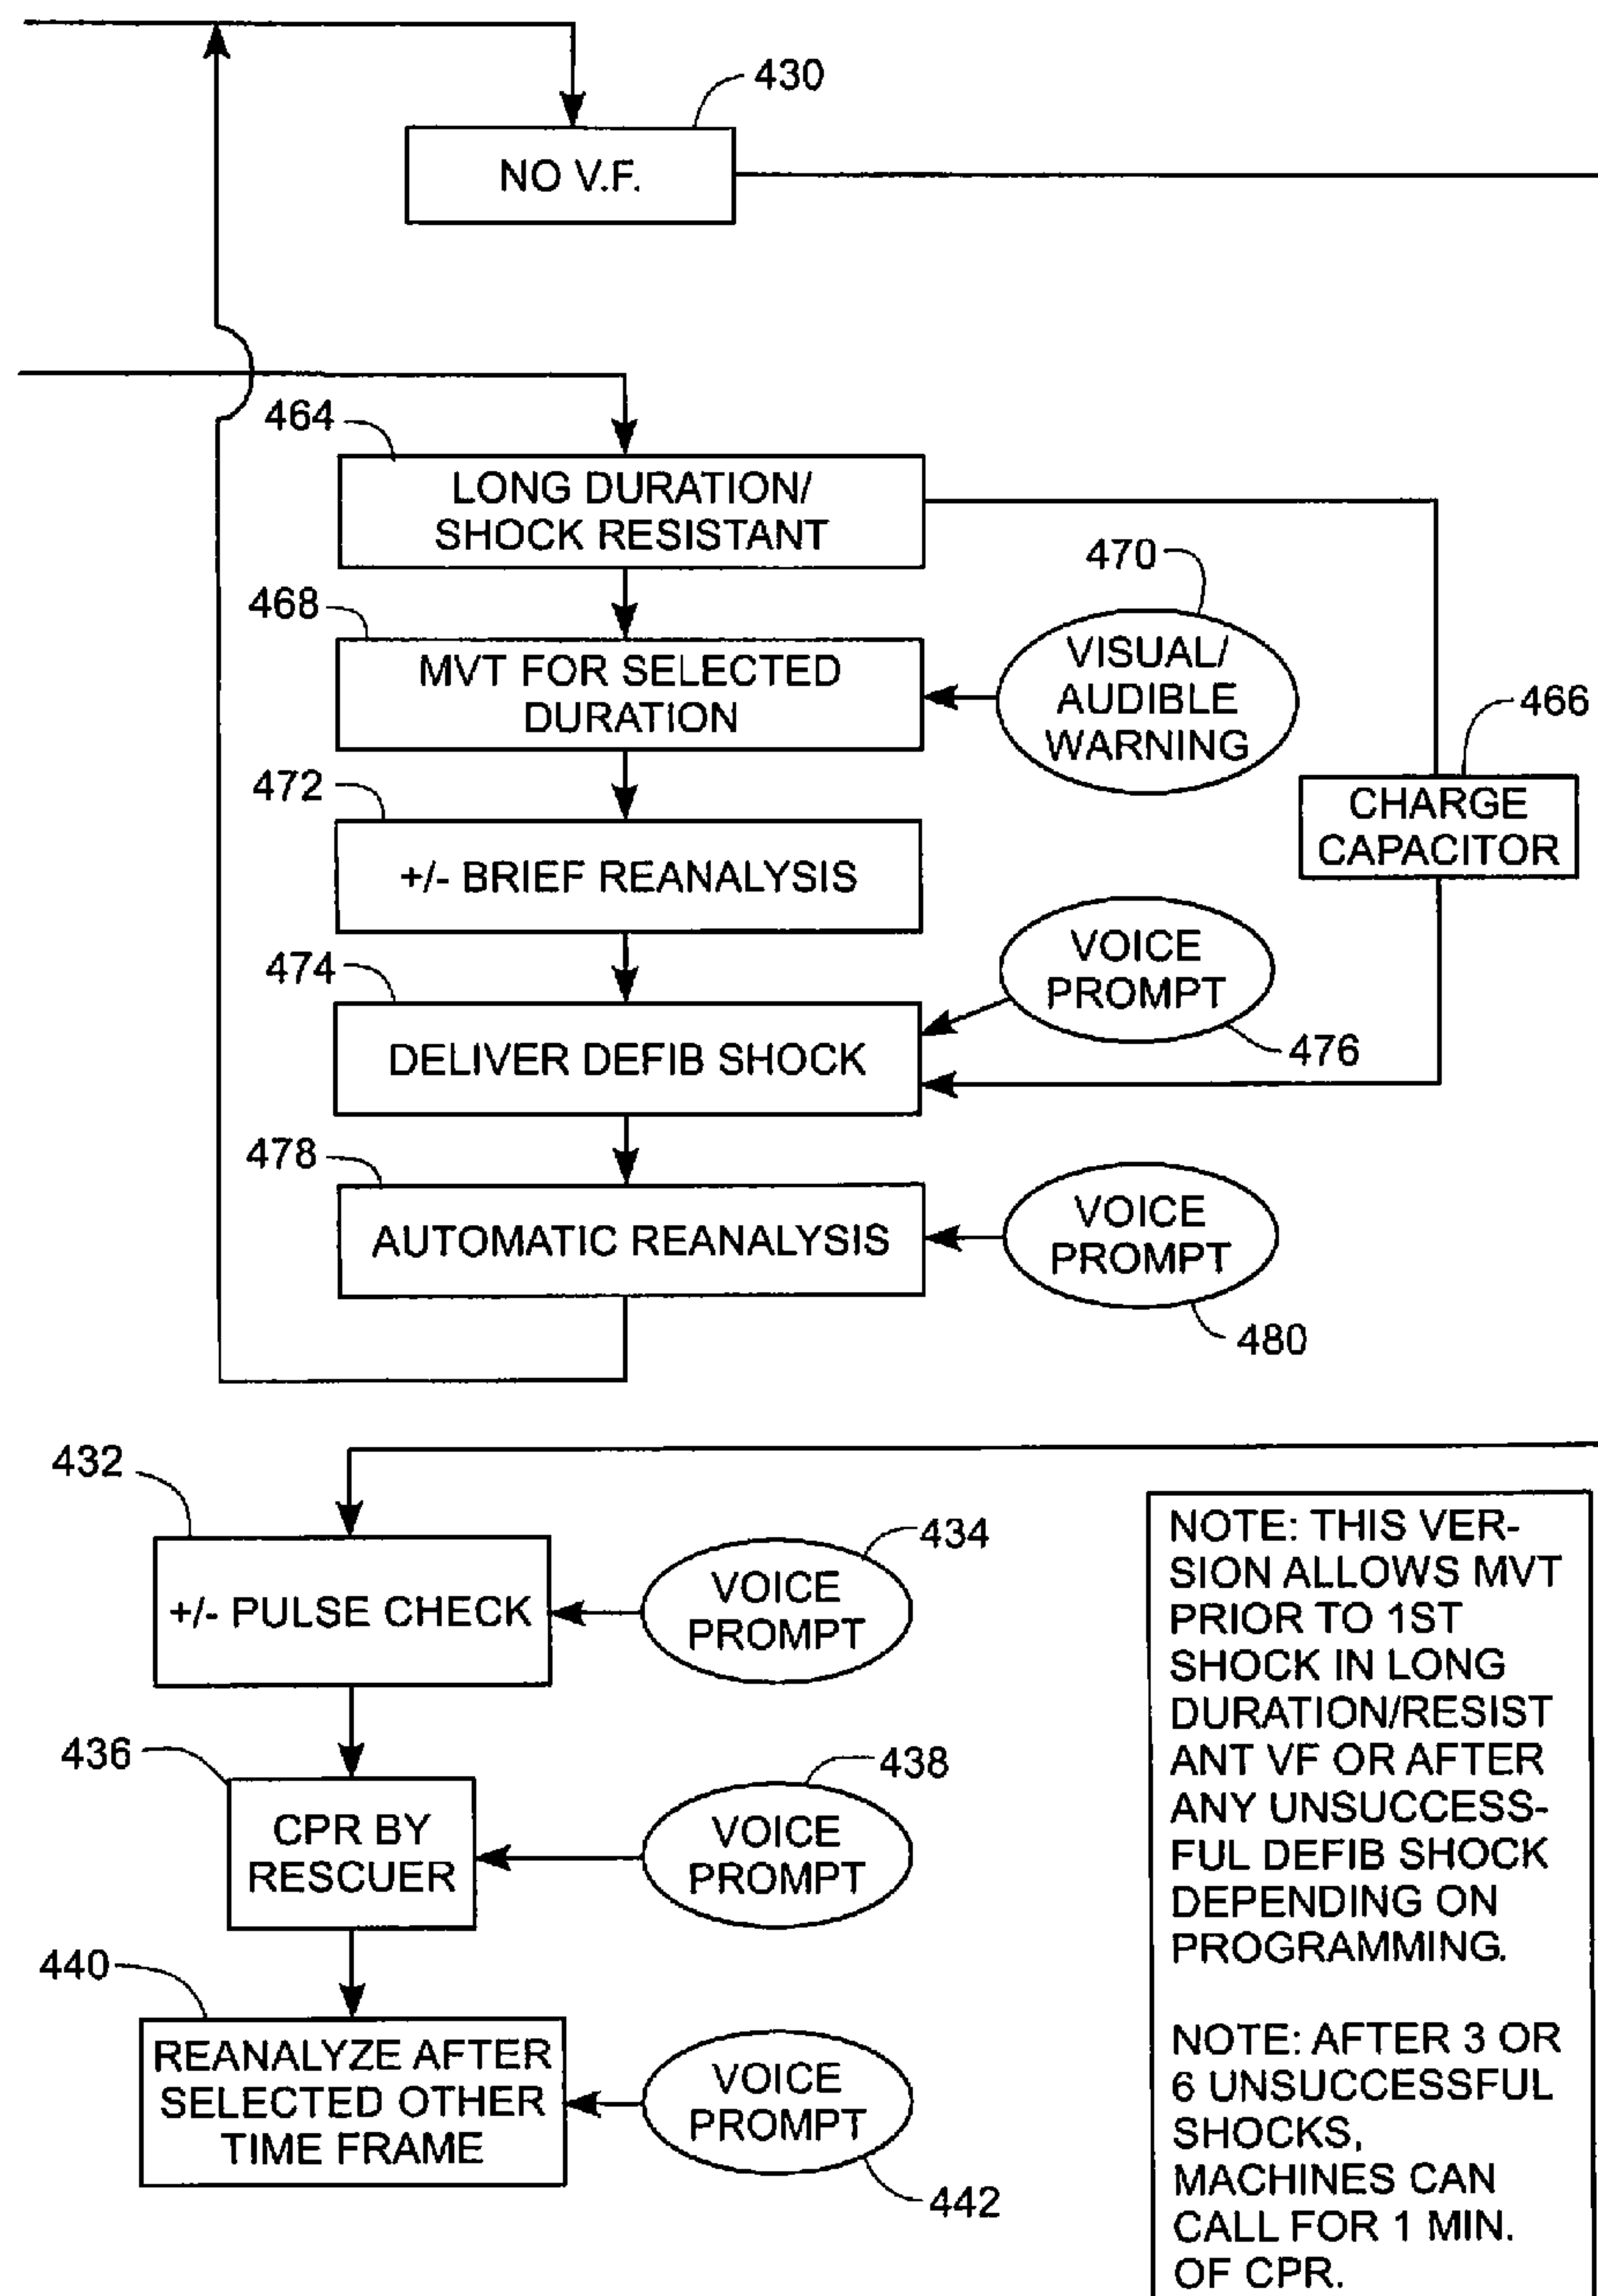 430
NO V.F.
464
LONG DURATION/
SHOCK RESISTANT
470
468
VISUAL/
AUDIBLE
WARNING
MVT FOR SELECTED
DURATION
466
CHARGE
CAPACITOR
472
+/- BRIEF REANALYSIS
VOICE
PROMPT
476
474
DELIVER DEFIB SHOCK
478
AUTOMATIC REANALYSIS
VOICE
PROMPT
480
432
+/- PULSE CHECK
434
VOICE
PROMPT
436
CPR BY
RESCUER
438
VOICE
PROMPT
440
REANALYZE AFTER
SELECTED OTHER
TIME FRAME
VOICE
PROMPT
442
NOTE: THIS VER-
SION ALLOWS MVT
PRIOR TO 1ST
SHOCK IN LONG
DURATION/RESIST
ANT VF OR AFTER
ANY UNSUCCESS-
FUL DEFIB SHOCK
DEPENDING ON
PROGRAMMING.
NOTE: AFTER 3 OR
6 UNSUCCESSFUL
SHOCKS,
MACHINES CAN
CALL FOR 1 MIN.
OF CPR.